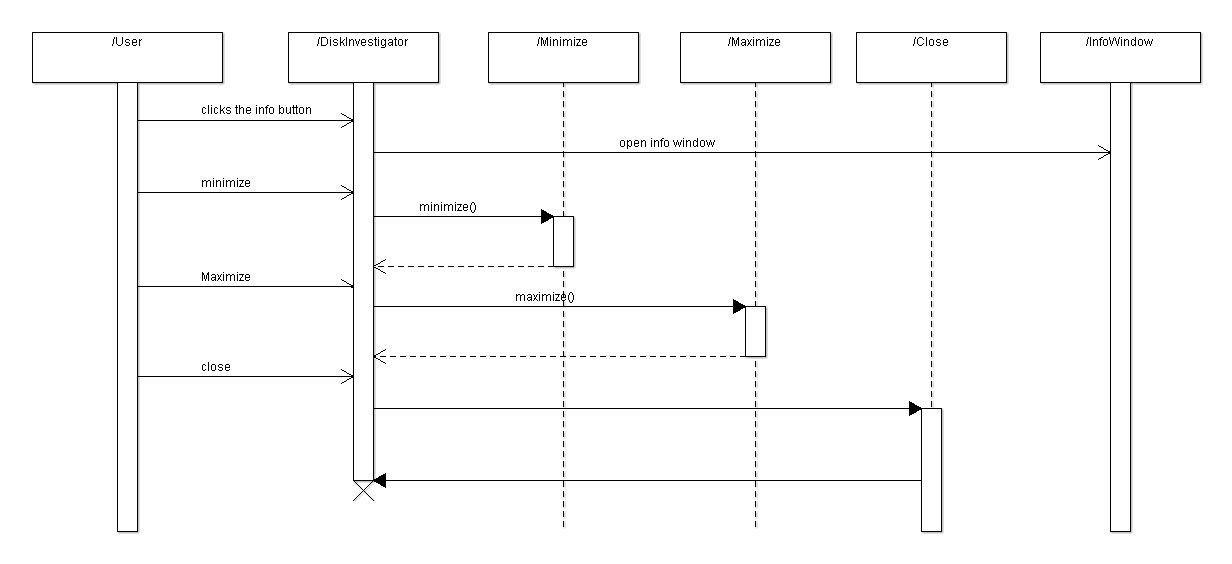 /User
/DiskInvestigator
/Minimize
/Maximize
/Close
/InfoWindow
clicks the info button
open info window
minimize
minimize()
Maximize
maximize()
close